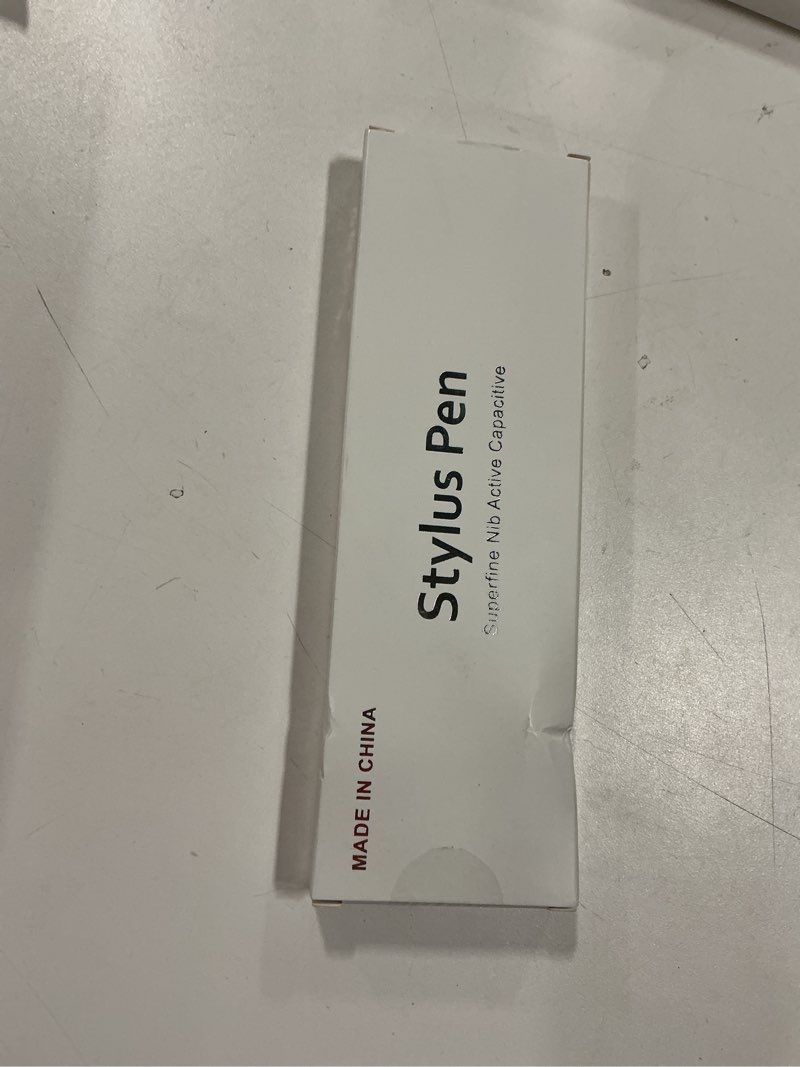 MADE IN CHINA
Stylus Pen
Superfine Nib Active Capacitive